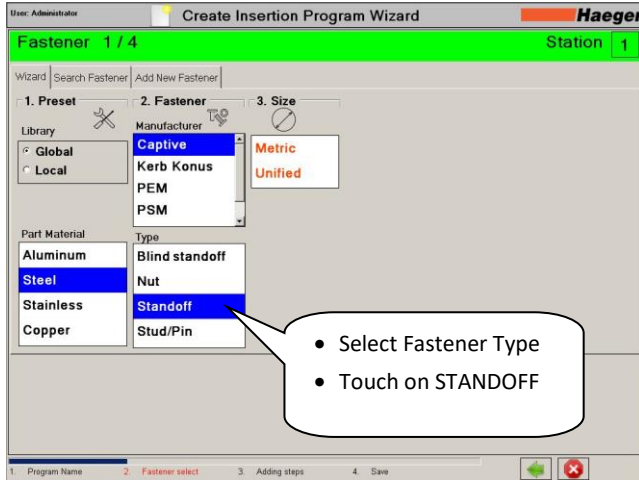 User: Administrator
Create Insertion Program Wizard
Haeger
Fastener 1 / 4
Station 1
Wizard
Search Fastener
Add New Fastener
1. Preset
2. Fastener
3. Size
Library
Global
Local
Manufacturer
Captive
Kerb Konus
PEM
PSM
Metric
Unified
Part Material
Aluminum
Steel
Stainless
Copper
Type
Blind standoff
Nut
Standoff
Stud/Pin
• Select Fastener Type
• Touch on STANDOFF
1. Program Name
2. Fastener select
3. Adding steps
4. Save